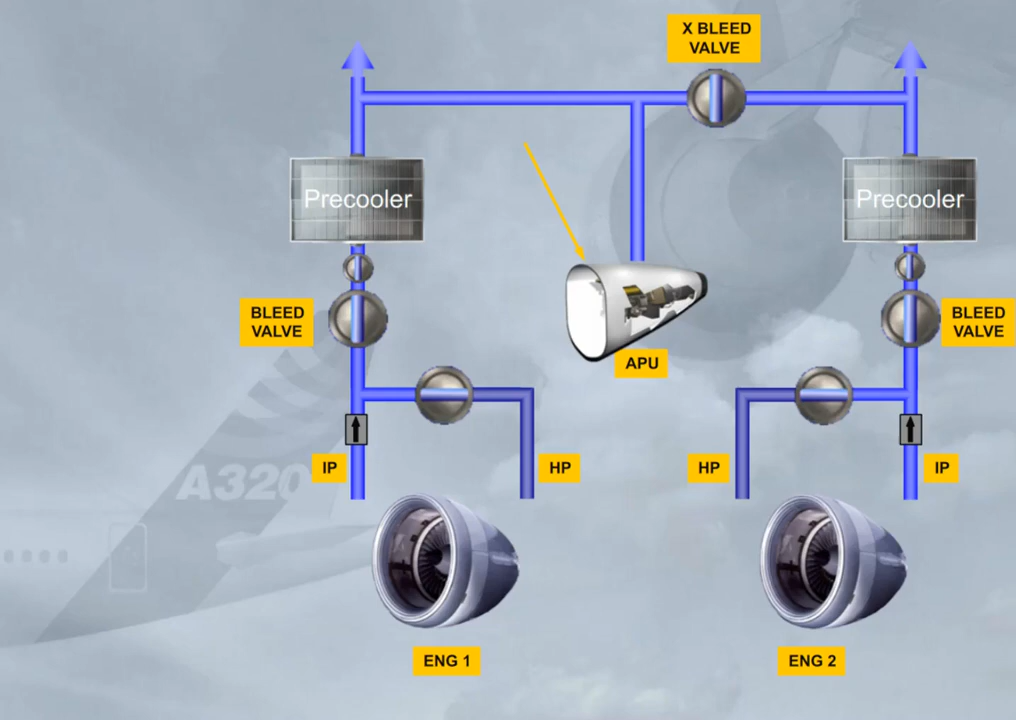 X BLEED
VALVE
Precooler
Precooler
BLEED
VALVE
BLEED
VALVE
APU
IP
HP
HP
IP
A320
ENG 1
ENG 2